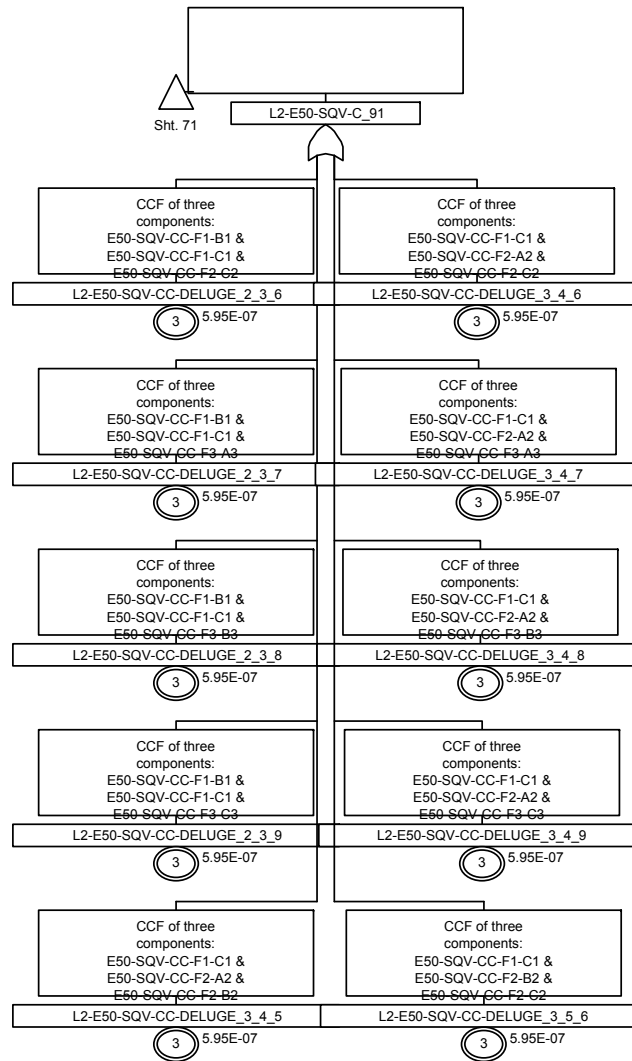 Sht. 71
L2-E50-SQV-C_91
CCF of three
components:
E50-SQV-CC-F1-B1 &
E50-SQV-CC-F1-C1 &
E50-SQV-CC-F2-C2
L2-E50-SQV-CC-DELUGE_2_3_6
3
5.95E-07
CCF of three
components:
E50-SQV-CC-F1-C1 &
E50-SQV-CC-F2-A2 &
E50-SQV-CC-F2-C2
L2-E50-SQV-CC-DELUGE_3_4_6
3
5.95E-07
CCF of three
components:
E50-SQV-CC-F1-B1 &
E50-SQV-CC-F1-C1 &
E50-SQV-CC-F3-A3
L2-E50-SQV-CC-DELUGE_2_3_7
3
5.95E-07
CCF of three
components:
E50-SQV-CC-F1-C1 &
E50-SQV-CC-F2-A2 &
E50-SQV-CC-F3-A3
L2-E50-SQV-CC-DELUGE_3_4_7
3
5.95E-07
CCF of three
components:
E50-SQV-CC-F1-B1 &
E50-SQV-CC-F1-C1 &
E50-SQV-CC-F3-B3
L2-E50-SQV-CC-DELUGE_2_3_8
3
5.95E-07
CCF of three
components:
E50-SQV-CC-F1-C1 &
E50-SQV-CC-F2-A2 &
E50-SQV-CC-F3-B3
L2-E50-SQV-CC-DELUGE_3_4_8
3
5.95E-07
CCF of three
components:
E50-SQV-CC-F1-B1 &
E50-SQV-CC-F1-C1 &
E50-SQV-CC-F3-C3
L2-E50-SQV-CC-DELUGE_2_3_9
3
5.95E-07
CCF of three
components:
E50-SQV-CC-F1-C1 &
E50-SQV-CC-F2-A2 &
E50-SQV-CC-F3-C3
L2-E50-SQV-CC-DELUGE_3_4_9
3
5.95E-07
CCF of three
components:
E50-SQV-CC-F1-C1 &
E50-SQV-CC-F2-A2 &
E50-SQV-CC-F2-B2
L2-E50-SQV-CC-DELUGE_3_4_5
3
5.95E-07
CCF of three
components:
E50-SQV-CC-F1-C1 &
E50-SQV-CC-F2-B2 &
E50-SQV-CC-F2-C2
L2-E50-SQV-CC-DELUGE_3_5_6
3
5.95E-07